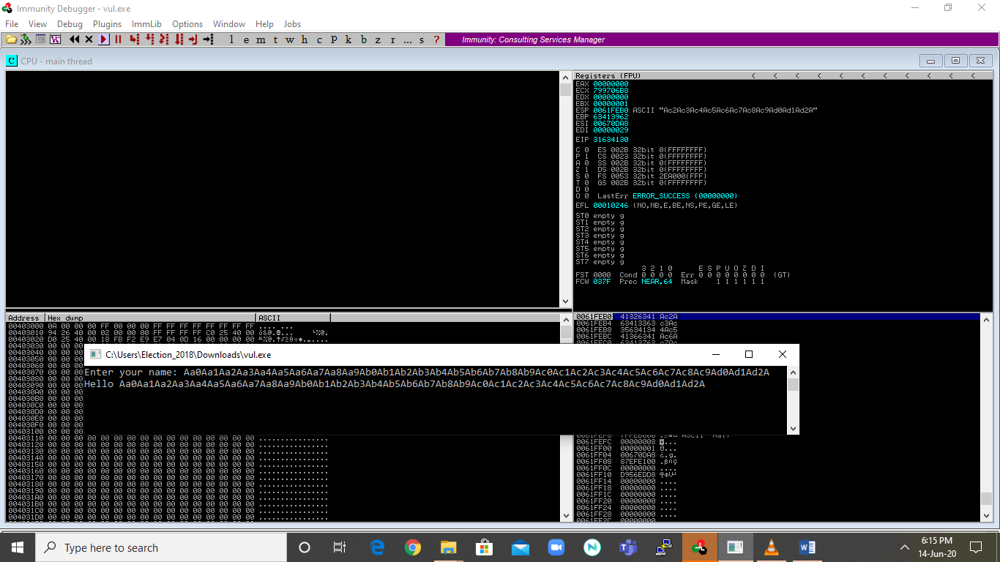 Immunity Debugger - vul.exe
File View Debug Plugins ImmLib Options Window Help Jobs
l e m t w h c P k b z r ... s ?
Immunity: Consulting Services Manager
CPU - main thread
Registers (FPU) < < < < < < < < < < <
EAX 00000000
ECX 799706B8
EDX 00000000
EBX 00000001
ESP 0061FEB0 ASCII "Ac2Ac3Ac4Ac5Ac6Ac7Ac8Ac9Ad0Ad1Ad2A"
EBP 63413962
ESI 00670DA8
EDI 00000029
EIP 31634130
C 0 ES 002B 32bit 0(FFFFFFFF)
P 1 CS 0023 32bit 0(FFFFFFFF)
A 0 SS 002B 32bit 0(FFFFFFFF)
Z 1 DS 002B 32bit 0(FFFFFFFF)
S 0 FS 0053 32bit 2EA000(FFF)
T 0 GS 002B 32bit 0(FFFFFFFF)
D 0
O 0 LastErr ERROR_SUCCESS (00000000)
EFL 00010246 (NO,NB,E,BE,NS,PE,GE,LE)
ST0 empty g
ST1 empty g
ST2 empty g
ST3 empty g
ST4 empty g
ST5 empty g
ST6 empty g
ST7 empty g
3 2 1 0 E S P U O Z D I
FST 0000 Cond 0 0 0 0 Err 0 0 0 0 0 0 0 0 (GT)
FCW 037F Prec NEAR,64 Mask 1 1 1 1 1 1
Address Hex dump ASCII
00403000 0A 00 00 00 FF 00 00 00 FF FF FF FF FF FF FF FF
00403010 94 26 40 00 02 00 00 00 FF FF FF FF C0 25 40 00
00403020 D0 25 40 00 18 FB F2 E9 E7 04 0D 16 00 00 00 00
0061FEB0 41326341 Ac2A
0061FEB4 63413363 c3Ac
0061FEB8 35634134 4Ac5
0061FEBC 41366341 Ac6A
0061FEC0 63413763 c7Ac
C:\Users\Election_2018\Downloads\vul.exe
Enter your name: Aa0Aa1Aa2Aa3Aa4Aa5Aa6Aa7Aa8Aa9Ab0Ab1Ab2Ab3Ab4Ab5Ab6Ab7Ab8Ab9Ac0Ac1Ac2Ac3Ac4Ac5Ac6Ac7Ac8Ac9Ad0Ad1Ad2A
Hello Aa0Aa1Aa2Aa3Aa4Aa5Aa6Aa7Aa8Aa9Ab0Ab1Ab2Ab3Ab4Ab5Ab6Ab7Ab8Ab9Ac0Ac1Ac2Ac3Ac4Ac5Ac6Ac7Ac8Ac9Ad0Ad1Ad2A
00403030 00 00 00
00403040 00 00 00
00403050 00 00 00
00403060 00 00 00
00403070 00 00 00
00403080 00 00 00
00403090 00 00 00
004030A0 00 00 00
004030B0 00 00 00
004030C0 00 00 00
004030D0 00 00 00
004030E0 00 00 00
004030F0 00 00 00
00403100 00 00 00
00403110 00 00 00 00 00 00 00 00 00 00 00 00 00 00 00 00 ................
00403120 00 00 00 00 00 00 00 00 00 00 00 00 00 00 00 00 ................
00403130 00 00 00 00 00 00 00 00 00 00 00 00 00 00 00 00 ................
00403140 00 00 00 00 00 00 00 00 00 00 00 00 00 00 00 00 ................
00403150 00 00 00 00 00 00 00 00 00 00 00 00 00 00 00 00 ................
00403160 00 00 00 00 00 00 00 00 00 00 00 00 00 00 00 00 ................
00403170 00 00 00 00 00 00 00 00 00 00 00 00 00 00 00 00 ................
00403180 00 00 00 00 00 00 00 00 00 00 00 00 00 00 00 00 ................
00403190 00 00 00 00 00 00 00 00 00 00 00 00 00 00 00 00 ................
004031A0 00 00 00 00 00 00 00 00 00 00 00 00 00 00 00 00 ................
004031B0 00 00 00 00 00 00 00 00 00 00 00 00 00 00 00 00 ................
004031C0 00 00 00 00 00 00 00 00 00 00 00 00 00 00 00 00 ................
004031D0 00 00 00 00 00 00 00 00 00 00 00 00 00 00 00 00 ................
0061FEFC 00000008
0061FF00 00000001
0061FF04 00670DA8
0061FF08 87EFE100
0061FF0C 00000000 ....
0061FF10 D956EDD8
0061FF14 00000000 ....
0061FF18 00000000 ....
0061FF1C 00000000 ....
0061FF20 00000000 ....
0061FF24 00000000 ....
0061FF28 00000000 ....
0061FF2C 00000000 ....
Type here to search
6:15 PM
14-Jun-20